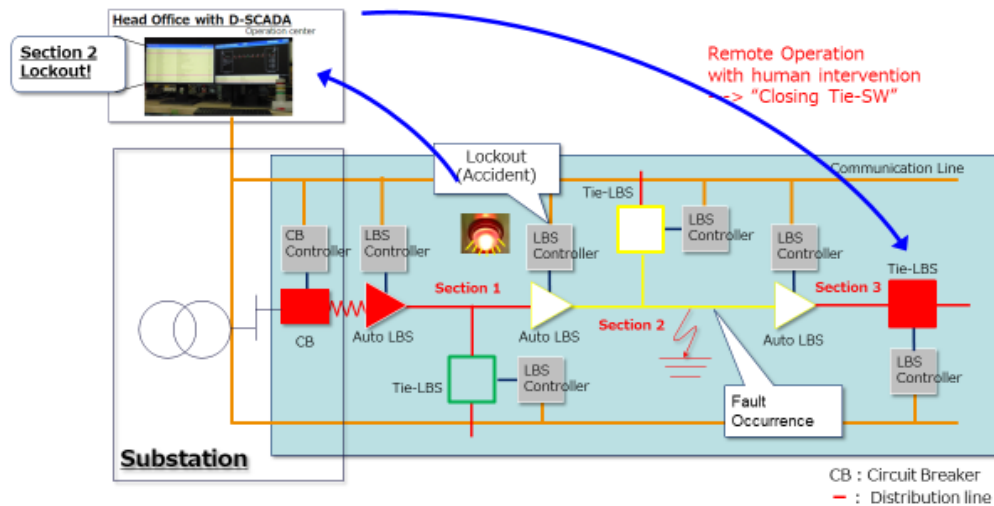 Head Office with D-SCADA
Operation center
Section 2
Lockout!
Remote Operation
with human intervention
---> "Closing Tie-SW"
Lockout
(Accident)
Communication Line
Tie-LBS
CB
Controller
LBS
Controller
LBS
Controller
LBS
Controller
LBS
Controller
Tie-LBS
Section 1
Section 2
Section 3
CB
Auto LBS
Auto LBS
Auto LBS
Tie-LBS
LBS
Controller
LBS
Controller
Fault
Occurrence
Substation
CB : Circuit Breaker
— : Distribution line